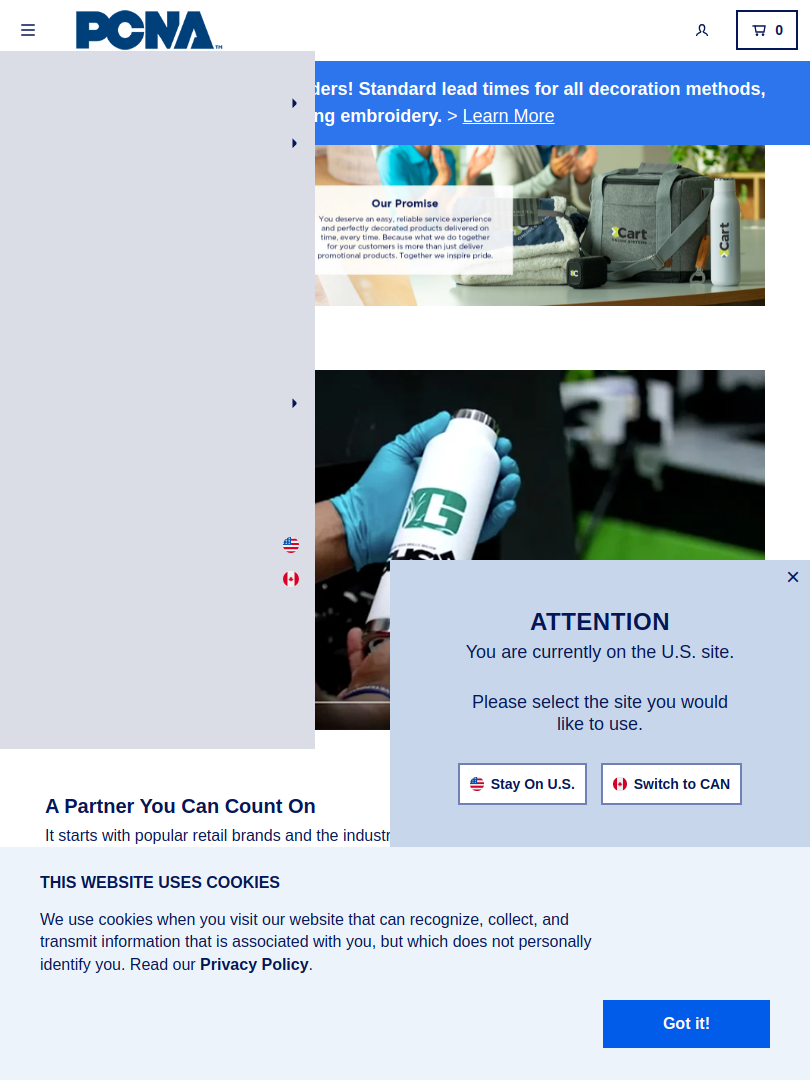 PCNA™
0
ders! Standard lead times for all decoration methods,
ng embroidery. > Learn More
Our Promise
You deserve an easy, reliable service experience
and perfectly decorated products delivered on
time, every time. Because what we do together
for your customers is more than just deliver
promotional products. Together we inspire pride.
Cart
Cart
ATTENTION
You are currently on the U.S. site.
Please select the site you would
like to use.
Stay On U.S.
Switch to CAN
A Partner You Can Count On
It starts with popular retail brands and the industr
THIS WEBSITE USES COOKIES
We use cookies when you visit our website that can recognize, collect, and
transmit information that is associated with you, but which does not personally
identify you. Read our Privacy Policy.
Got it!